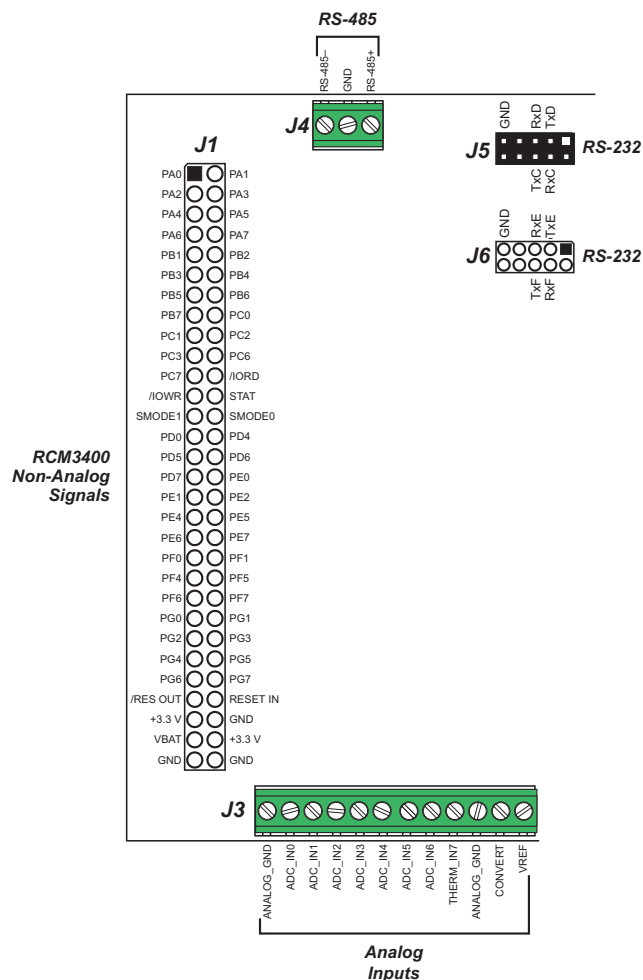 RS-485
RS-485–
GND
RS-485+
J4
J1
GND
RxD
TxD
J5
RS-232
TxC
RxC
GND
RxE
TxE
J6
RS-232
TxF
RxF
PA0 PA1
PA2 PA3
PA4 PA5
PA6 PA7
PB1 PB2
PB3 PB4
PB5 PB6
PB7 PC0
PC1 PC2
PC3 PC6
PC7 /IORD
/IOWR STAT
SMODE1 SMODE0
PD0 PD4
PD5 PD6
PD7 PE0
PE1 PE2
PE4 PE5
PE6 PE7
PF0 PF1
PF4 PF5
PF6 PF7
PG0 PG1
PG2 PG3
PG4 PG5
PG6 PG7
/RES OUT RESET IN
+3.3 V GND
VBAT +3.3 V
GND GND
RCM3400
Non-Analog
Signals
J3
ANALOG_GND
ADC_IN0
ADC_IN1
ADC_IN2
ADC_IN3
ADC_IN4
ADC_IN5
ADC_IN6
THERM_IN7
ANALOG_GND
CONVERT
VREF
Analog
Inputs